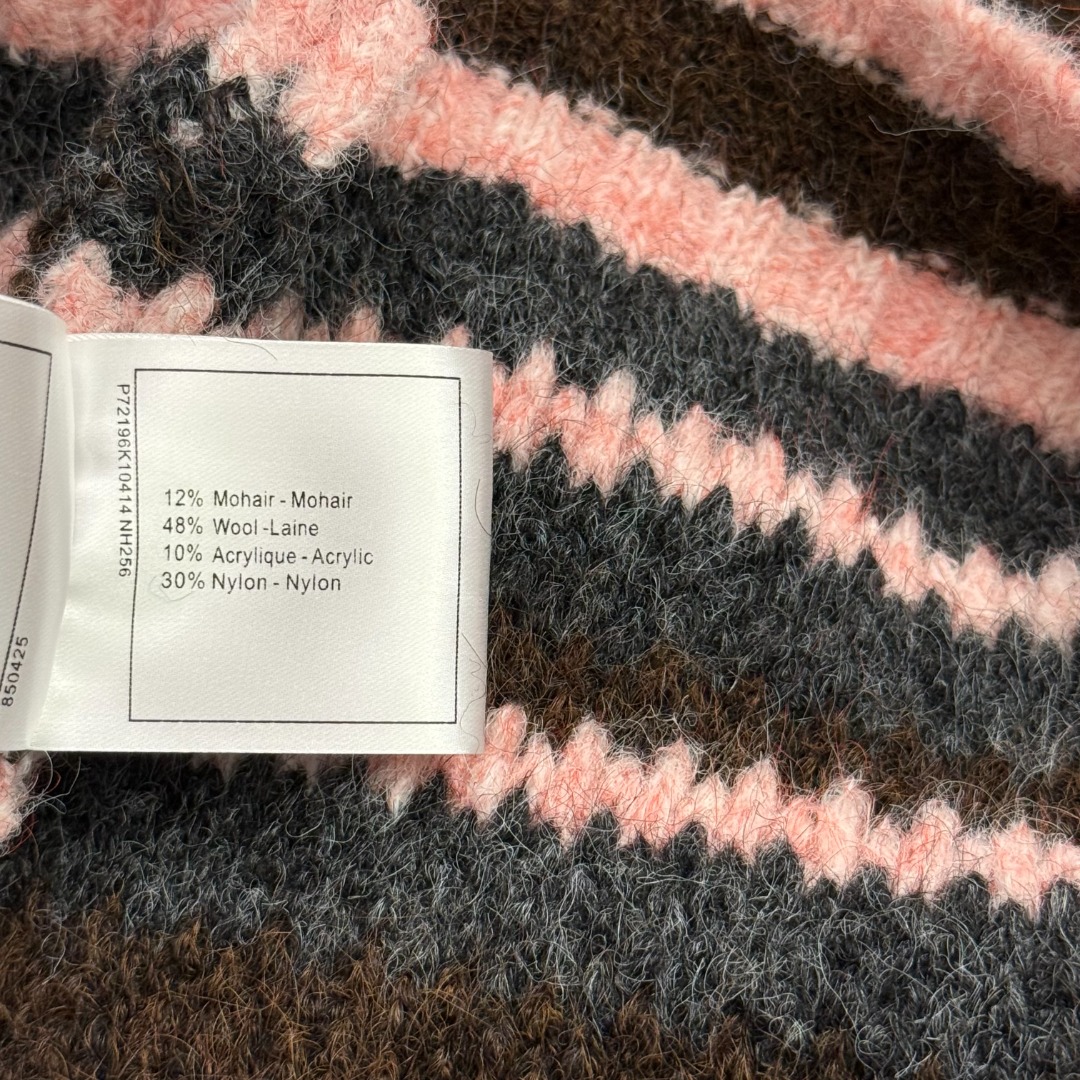 850425
P72196K10414 NH256
12% Mohair - Mohair
48% Wool -Laine
10% Acrylique - Acrylic
30% Nylon - Nylon